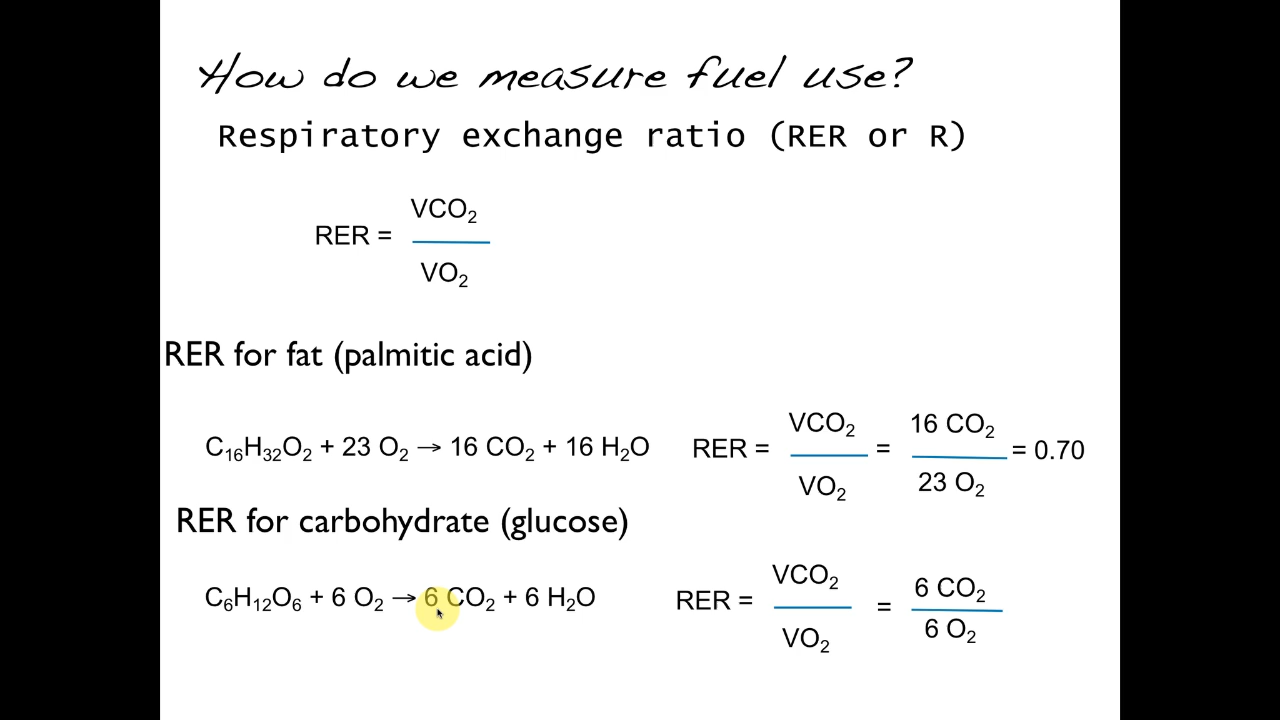 How do we measure fuel use?
Respiratory exchange ratio (RER or R)
RER = VCO₂ / VO₂
RER for fat (palmitic acid)
C₁₆H₃₂O₂ + 23 O₂ → 16 CO₂ + 16 H₂O RER = VCO₂ / VO₂ = 16 CO₂ / 23 O₂ = 0.70
RER for carbohydrate (glucose)
C₆H₁₂O₆ + 6 O₂ → 6 CO₂ + 6 H₂O RER = VCO₂ / VO₂ = 6 CO₂ / 6 O₂